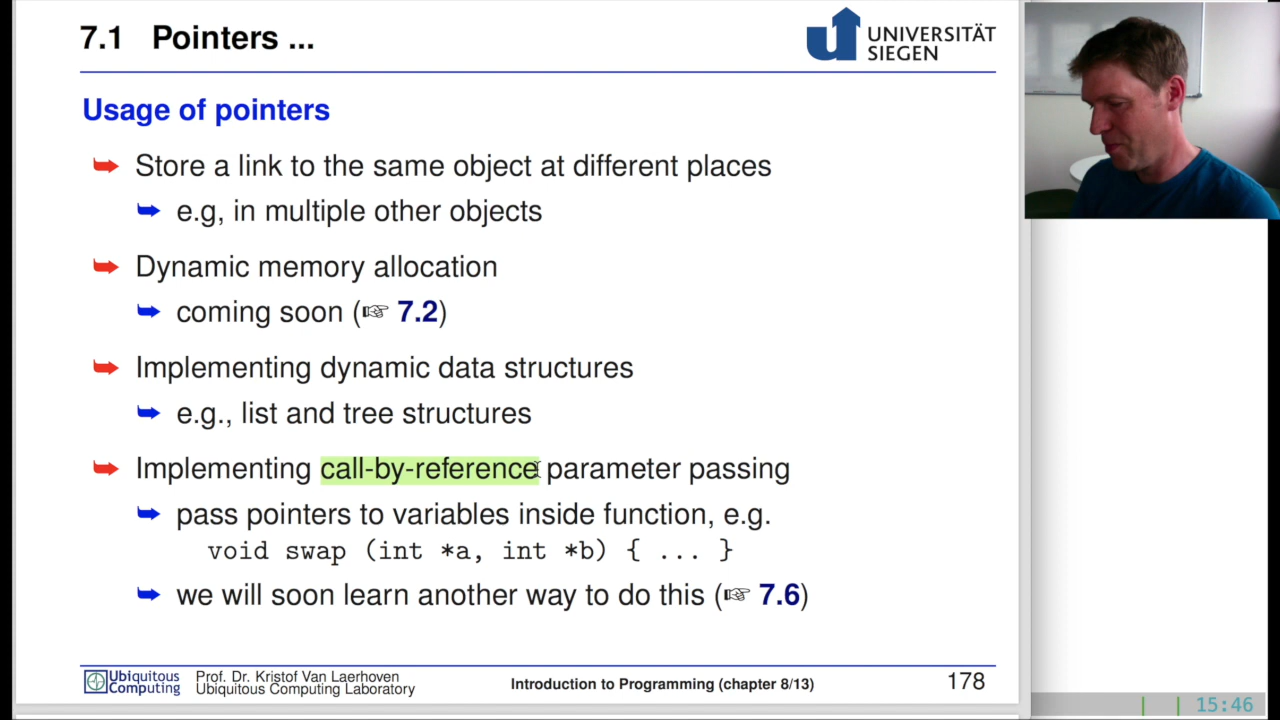 7.1 Pointers ...
UNIVERSITÄT
SIEGEN
Usage of pointers
Store a link to the same object at different places
e.g, in multiple other objects
Dynamic memory allocation
coming soon (☞ 7.2)
Implementing dynamic data structures
e.g., list and tree structures
Implementing call-by-reference parameter passing
pass pointers to variables inside function, e.g.
void swap (int *a, int *b) { ... }
we will soon learn another way to do this (☞ 7.6)
Ubiquitous
Computing
Prof. Dr. Kristof Van Laerhoven
Ubiquitous Computing Laboratory
Introduction to Programming (chapter 8/13)
178
15:46